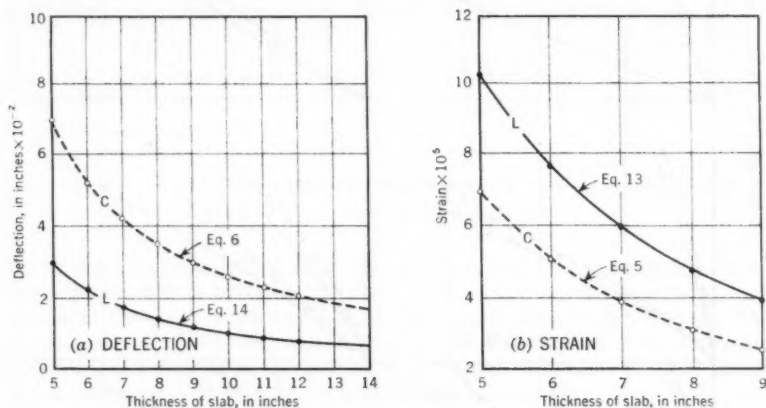 10
8
6
4
2
0
Deflection, in inches × 10⁻²
C
Eq. 6
L
Eq. 14
(a) DEFLECTION
5 6 7 8 9 10 11 12 13 14
Thickness of slab, in inches
12
10
8
6
4
2
Strain × 10⁵
L
Eq. 13
C
Eq. 5
(b) STRAIN
5 6 7 8 9
Thickness of slab, in inches